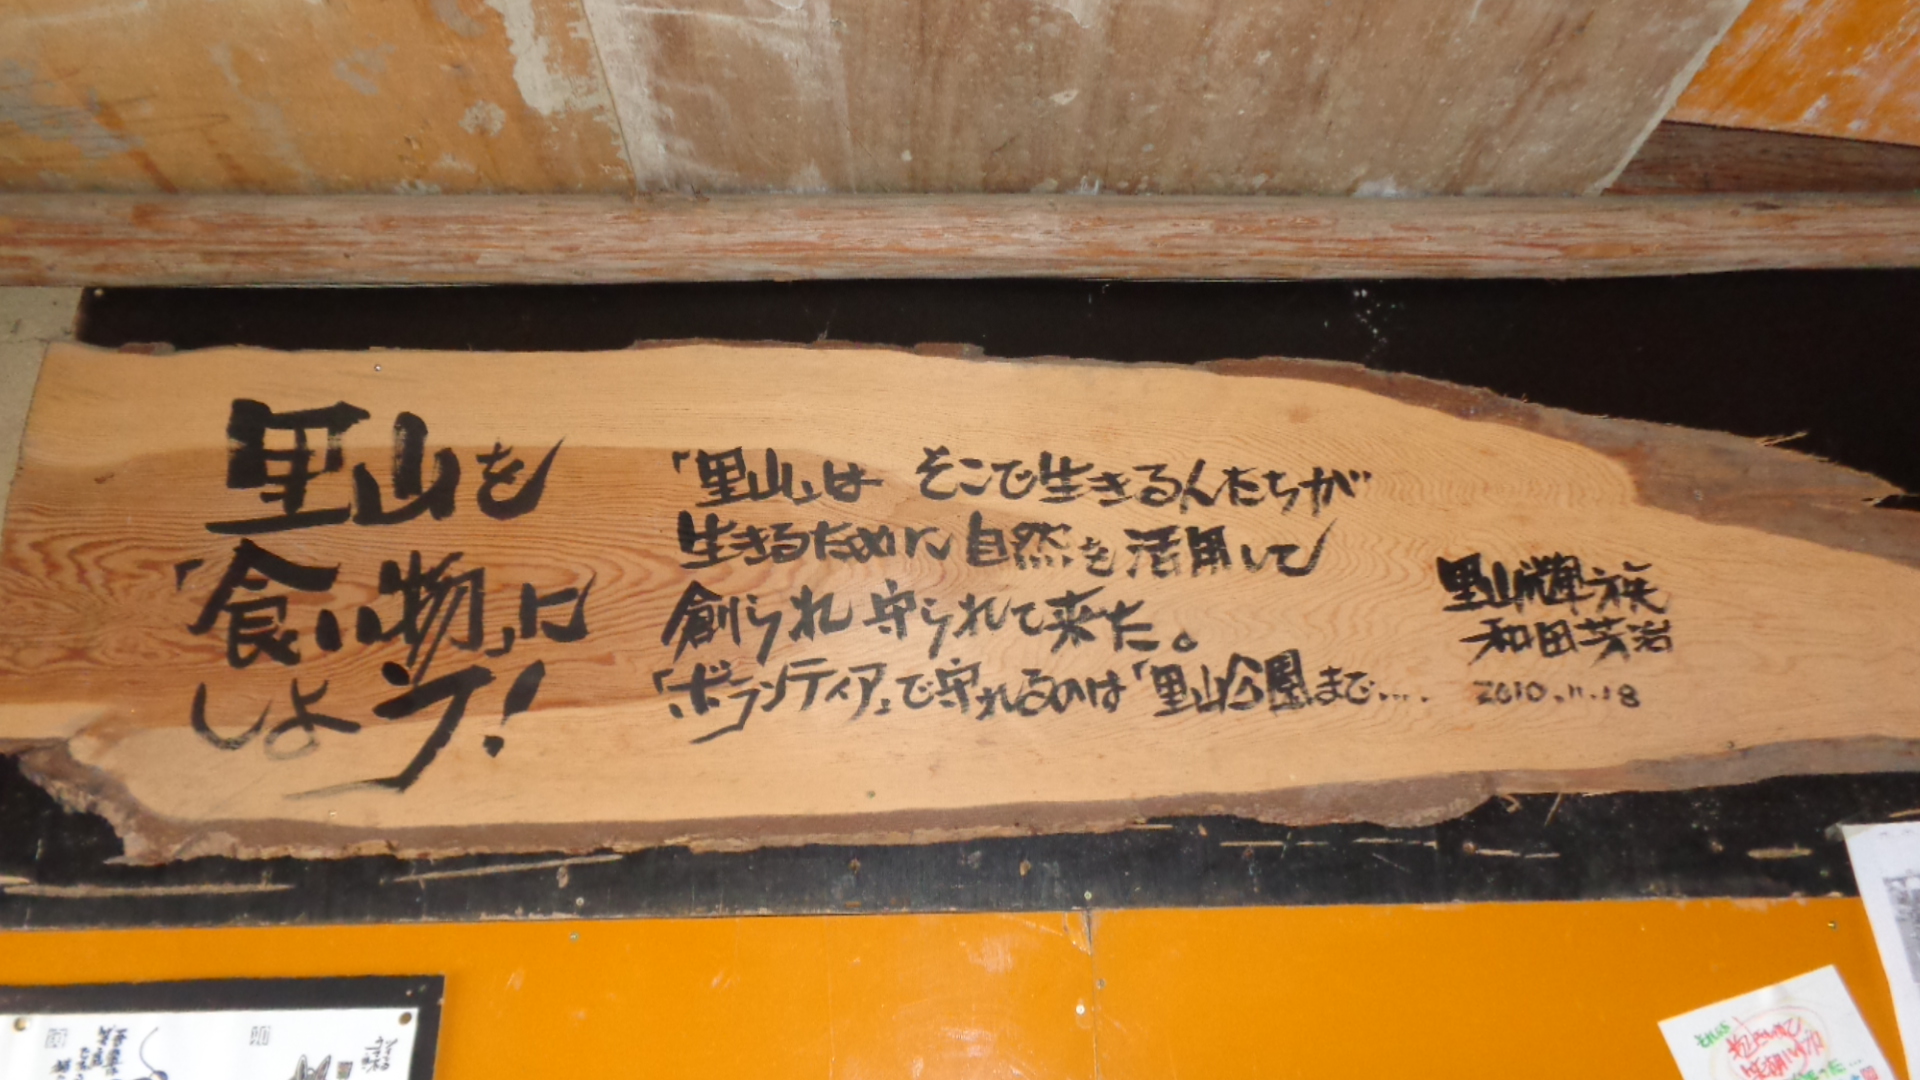 里山を
「食い物」に
しよう!
「里山」は そこで生きる人たちが
生きるために自然を活用して
創られ守られて来た。
「ボランティア」で守れるのは「里山公園」まで....
里山輝族
和田芳治
2010.11.18